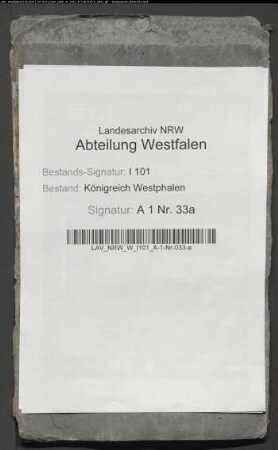 Landesarchiv NRW
Abteilung Westfalen
Bestands-Signatur: I 101
Bestand: Königreich Westphalen
Signatur: A 1 Nr. 33a
LAV_NRW_W_I101_A-1-Nr-033-a